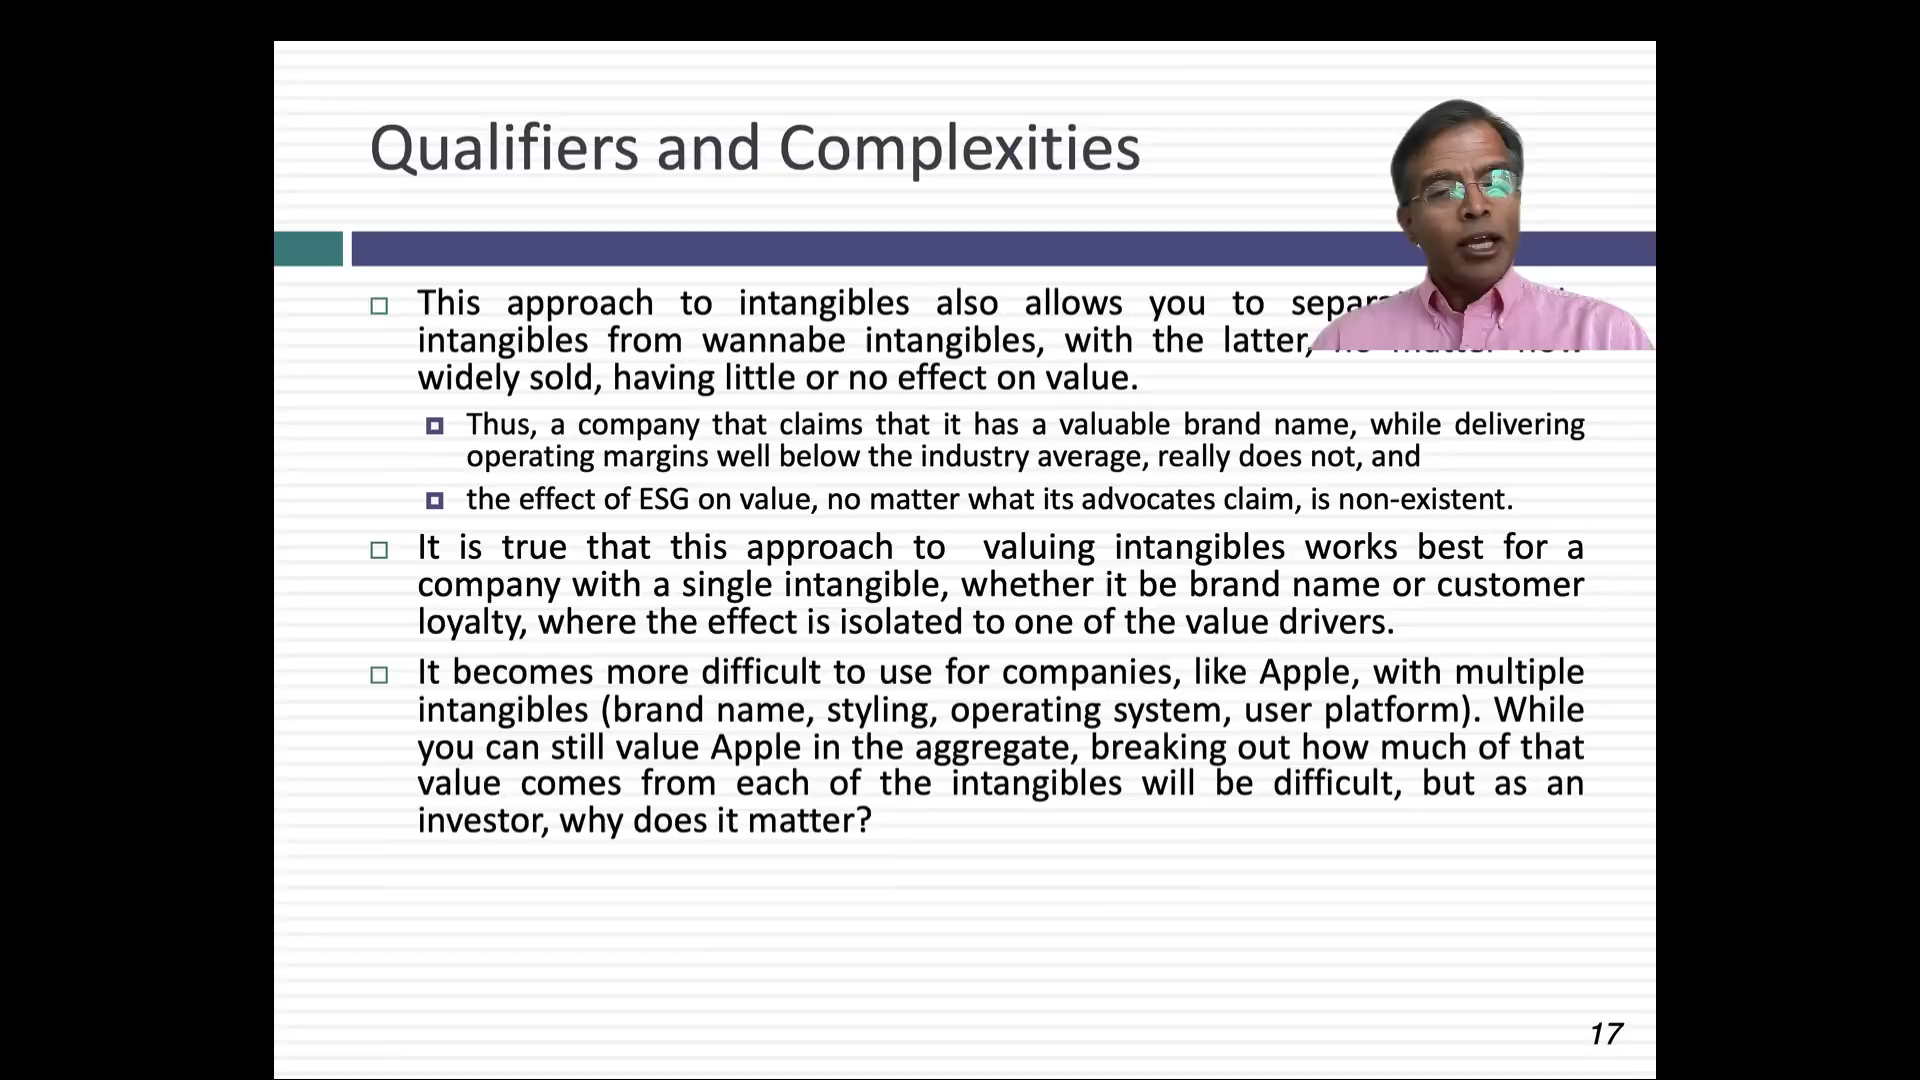 Qualifiers and Complexities
This approach to intangibles also allows you to
intangibles from wannabe intangibles, with the latter,
widely sold, having little or no effect on value.
Thus, a company that claims that it has a valuable brand name, while delivering
operating margins well below the industry average, really does not, and
the effect of ESG on value, no matter what its advocates claim, is non-existent.
It is true that this approach to valuing intangibles works best for a
company with a single intangible, whether it be brand name or customer
loyalty, where the effect is isolated to one of the value drivers.
It becomes more difficult to use for companies, like Apple, with multiple
intangibles (brand name, styling, operating system, user platform). While
you can still value Apple in the aggregate, breaking out how much of that
value comes from each of the intangibles will be difficult, but as an
investor, why does it matter?
17